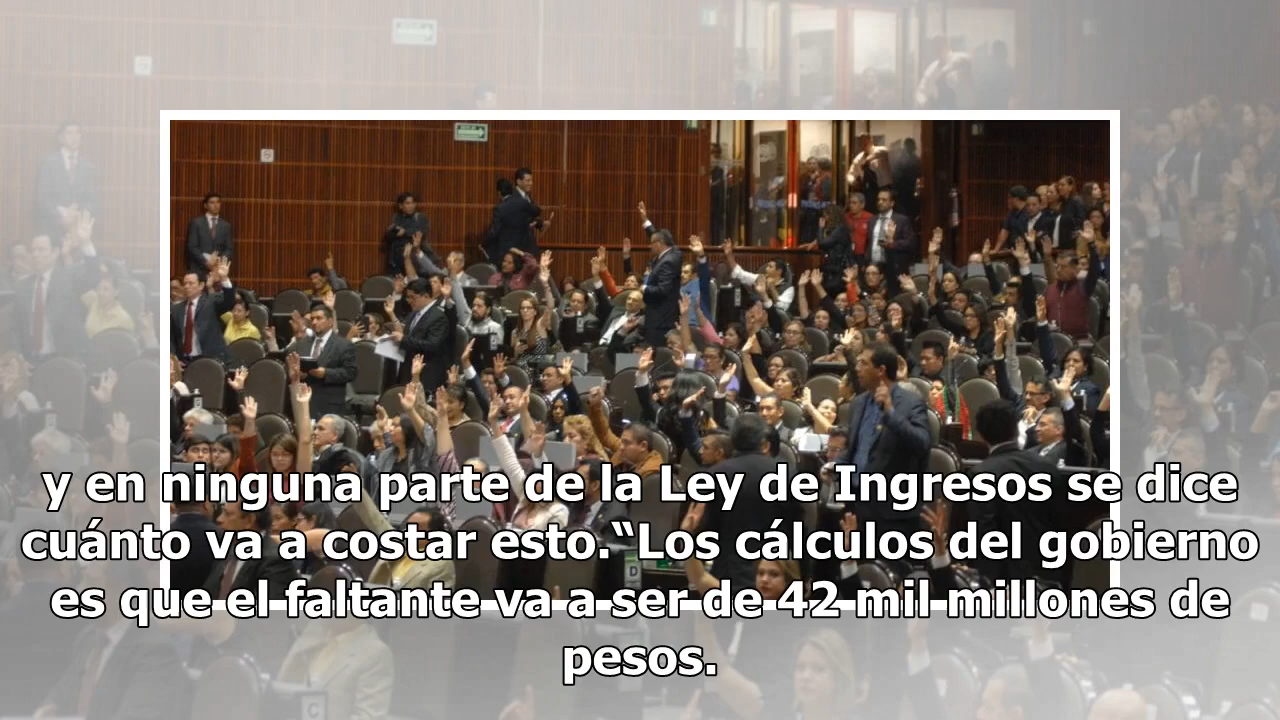 y en ninguna parte de la Ley de Ingresos se dice
cuánto va a costar esto.“Los cálculos del gobierno
es que el faltante va a ser de 42 mil millones de
pesos.
D
C